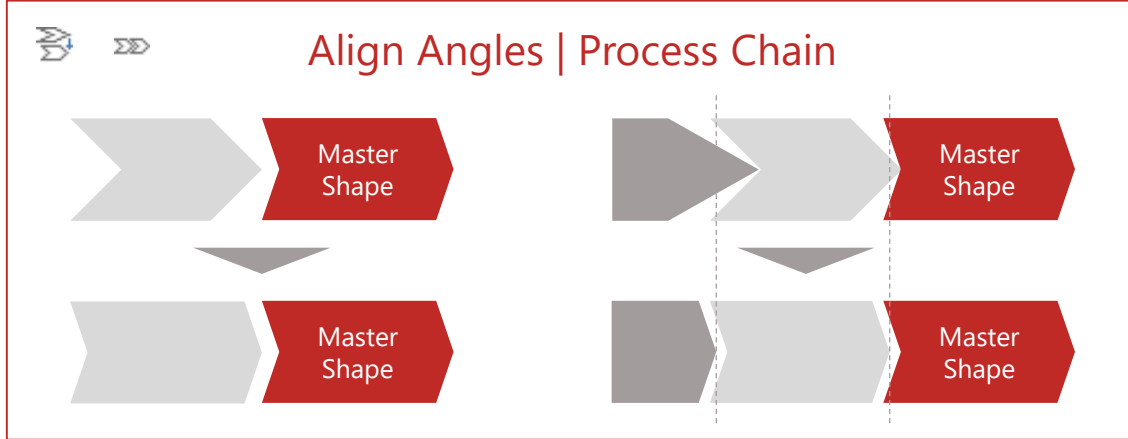 Align Angles | Process Chain
Master
Shape
Master
Shape
Master
Shape
Master
Shape